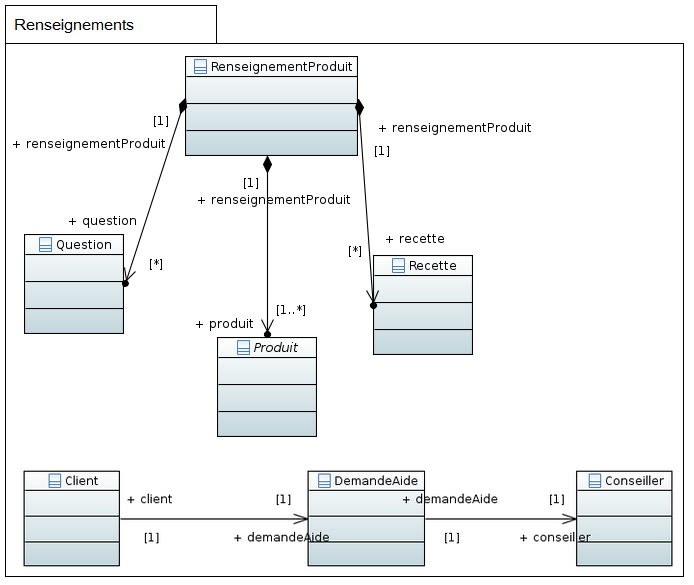 Renseignements
RenseignementProduit
[1]
+ renseignementProduit
+ renseignementProduit
[1]
[1]
+ renseignementProduit
+ question
+ recette
Question
[*]
[*]
Recette
[1..*]
+ produit
Produit
Client
+ client
[1]
DemandeAide
+ demandeAide
[1]
Conseiller
[1]
+ demandeAide
[1]
+ conseiller